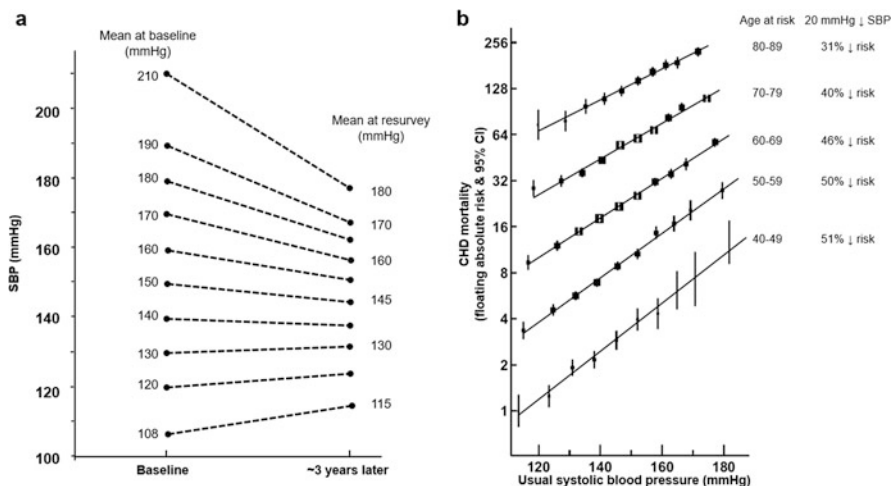 a
Mean at baseline
(mmHg)
210
190
180
170
160
150
140
130
120
108
Mean at resurvey
(mmHg)
180
170
160
145
130
115
200
180
160
140
120
100
SBP (mmHg)
Baseline
~3 years later
b
Age at risk 20 mmHg ↓ SBP
80-89 31% ↓ risk
70-79 40% ↓ risk
60-69 46% ↓ risk
50-59 50% ↓ risk
40-49 51% ↓ risk
256
128
64
32
16
8
4
2
1
CHD mortality
(floating absolute risk & 95% CI)
120 140 160 180
Usual systolic blood pressure (mmHg)